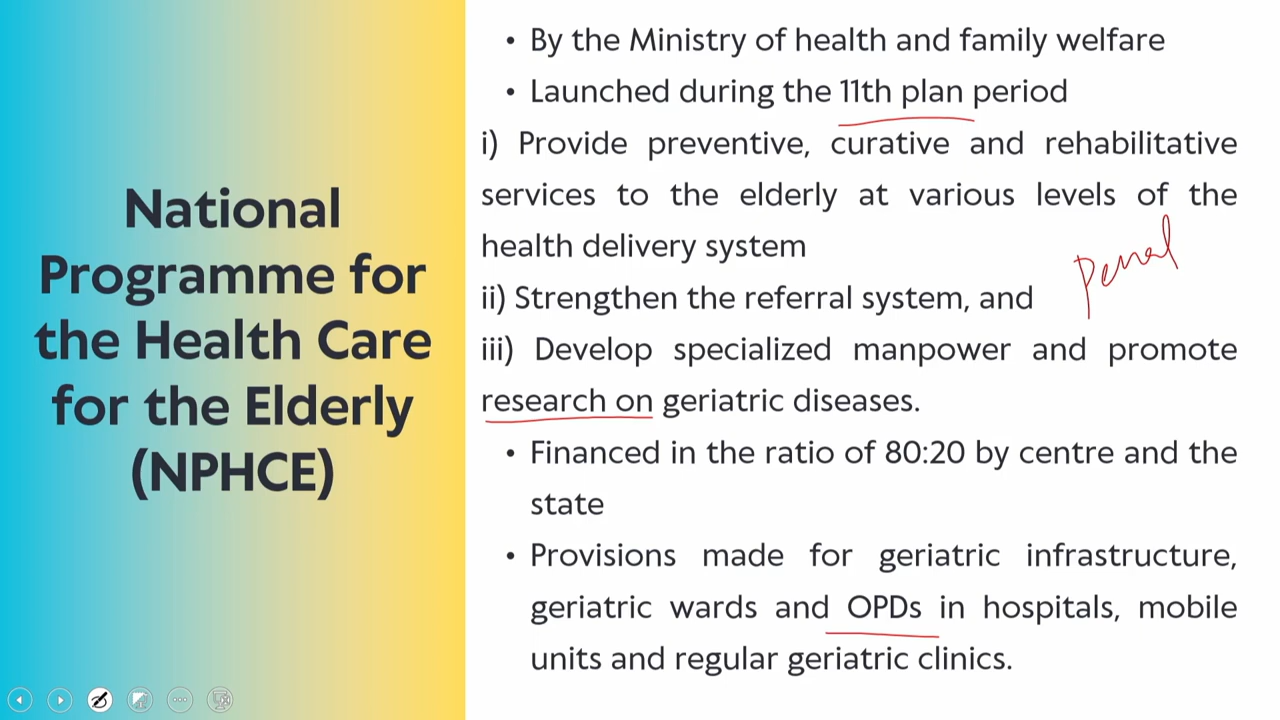 National
Programme for
the Health Care
for the Elderly
(NPHCE)
• By the Ministry of health and family welfare
• Launched during the 11th plan period
i) Provide preventive, curative and rehabilitative
services to the elderly at various levels of the
health delivery system
ii) Strengthen the referral system, and
iii) Develop specialized manpower and promote
research on geriatric diseases.
• Financed in the ratio of 80:20 by centre and the
state
• Provisions made for geriatric infrastructure,
geriatric wards and OPDs in hospitals, mobile
units and regular geriatric clinics.